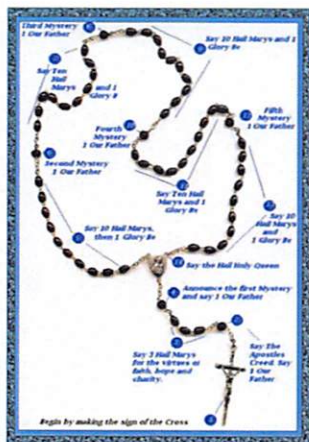 Third Mystery
1 Our Father
Say 10 Hail Marys and 1
Glory Be
Say Ten
Hail
Marys and 1
Glory B
Fifth
Mystery
1 Our Father
Fourth
Mystery
1 Our Father
Second Mystery
1 Our Father
Say Ten Hail
Marys and 1
Glory Be
Say 10
Hail Marys
and
1 Glory Be
Say 10 Hail Marys,
then 1 Glory Be
Say the Hail Holy Queen
Announce the first Mystery
and say 1 Our Father
Say 3 Hail Marys
for the virtues of
faith, hope and
charity.
Say The
Apostles
Creed. Say
1 Our
Father
Begin by making the sign of the Cross